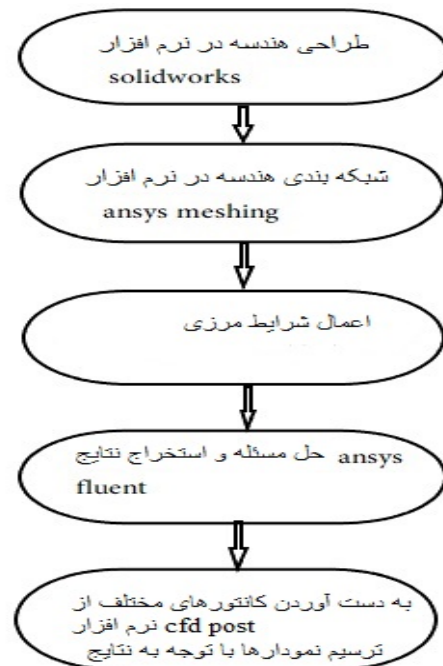 طراحی هندسه در نرم افزار
solidworks
شبکه بندی هندسه در نرم افزار
ansys meshing
اعمال شرایط مرزی
حل مسئله و استخراج نتایج ansys
fluent
به دست آوردن کانتورهای مختلف از
نرم افزار cfd post
ترسیم نمودارها با توجه به نتایج